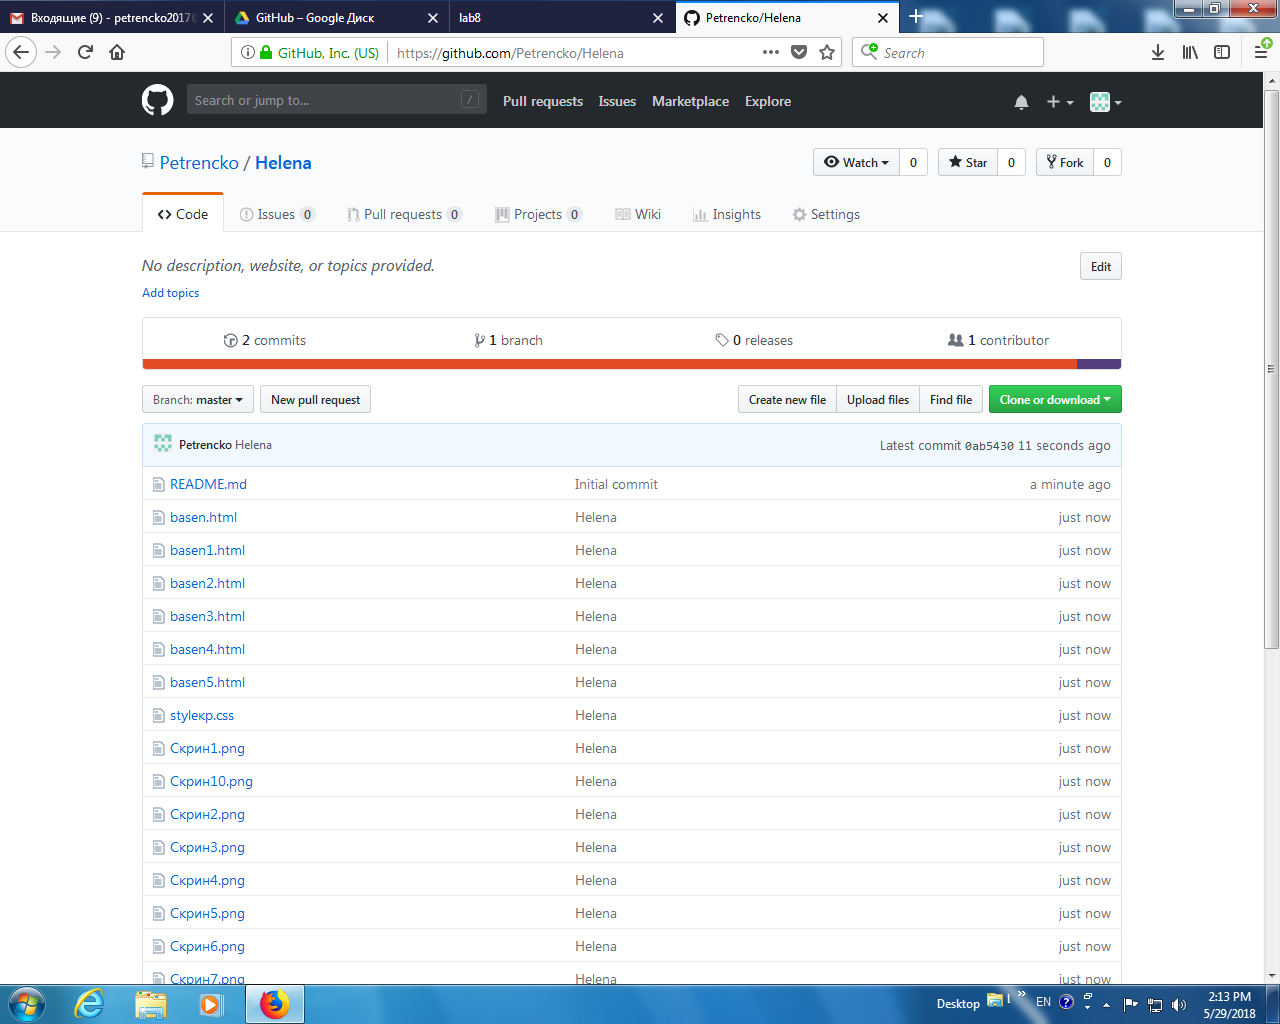 Входящие (9) - petrencko2017@
GitHub – Google Диск
lab8
Petrencko/Helena
GitHub, Inc. (US)
https://github.com/Petrencko/Helena
Search
Search or jump to...
/
Pull requests
Issues
Marketplace
Explore
Petrencko / Helena
Watch 0
Star 0
Fork 0
Code
Issues 0
Pull requests 0
Projects 0
Wiki
Insights
Settings
No description, website, or topics provided.
Edit
Add topics
2 commits
1 branch
0 releases
1 contributor
Branch: master
New pull request
Create new file
Upload files
Find file
Clone or download
Petrencko Helena
Latest commit 0ab5430 11 seconds ago
README.md Initial commit a minute ago
basen.html Helena just now
basen1.html Helena just now
basen2.html Helena just now
basen3.html Helena just now
basen4.html Helena just now
basen5.html Helena just now
styleкр.css Helena just now
Скрин1.png Helena just now
Скрин10.png Helena just now
Скрин2.png Helena just now
Скрин3.png Helena just now
Скрин4.png Helena just now
Скрин5.png Helena just now
Скрин6.png Helena just now
Скрин7.png Helena just now
Desktop
EN
2:13 PM
5/29/2018